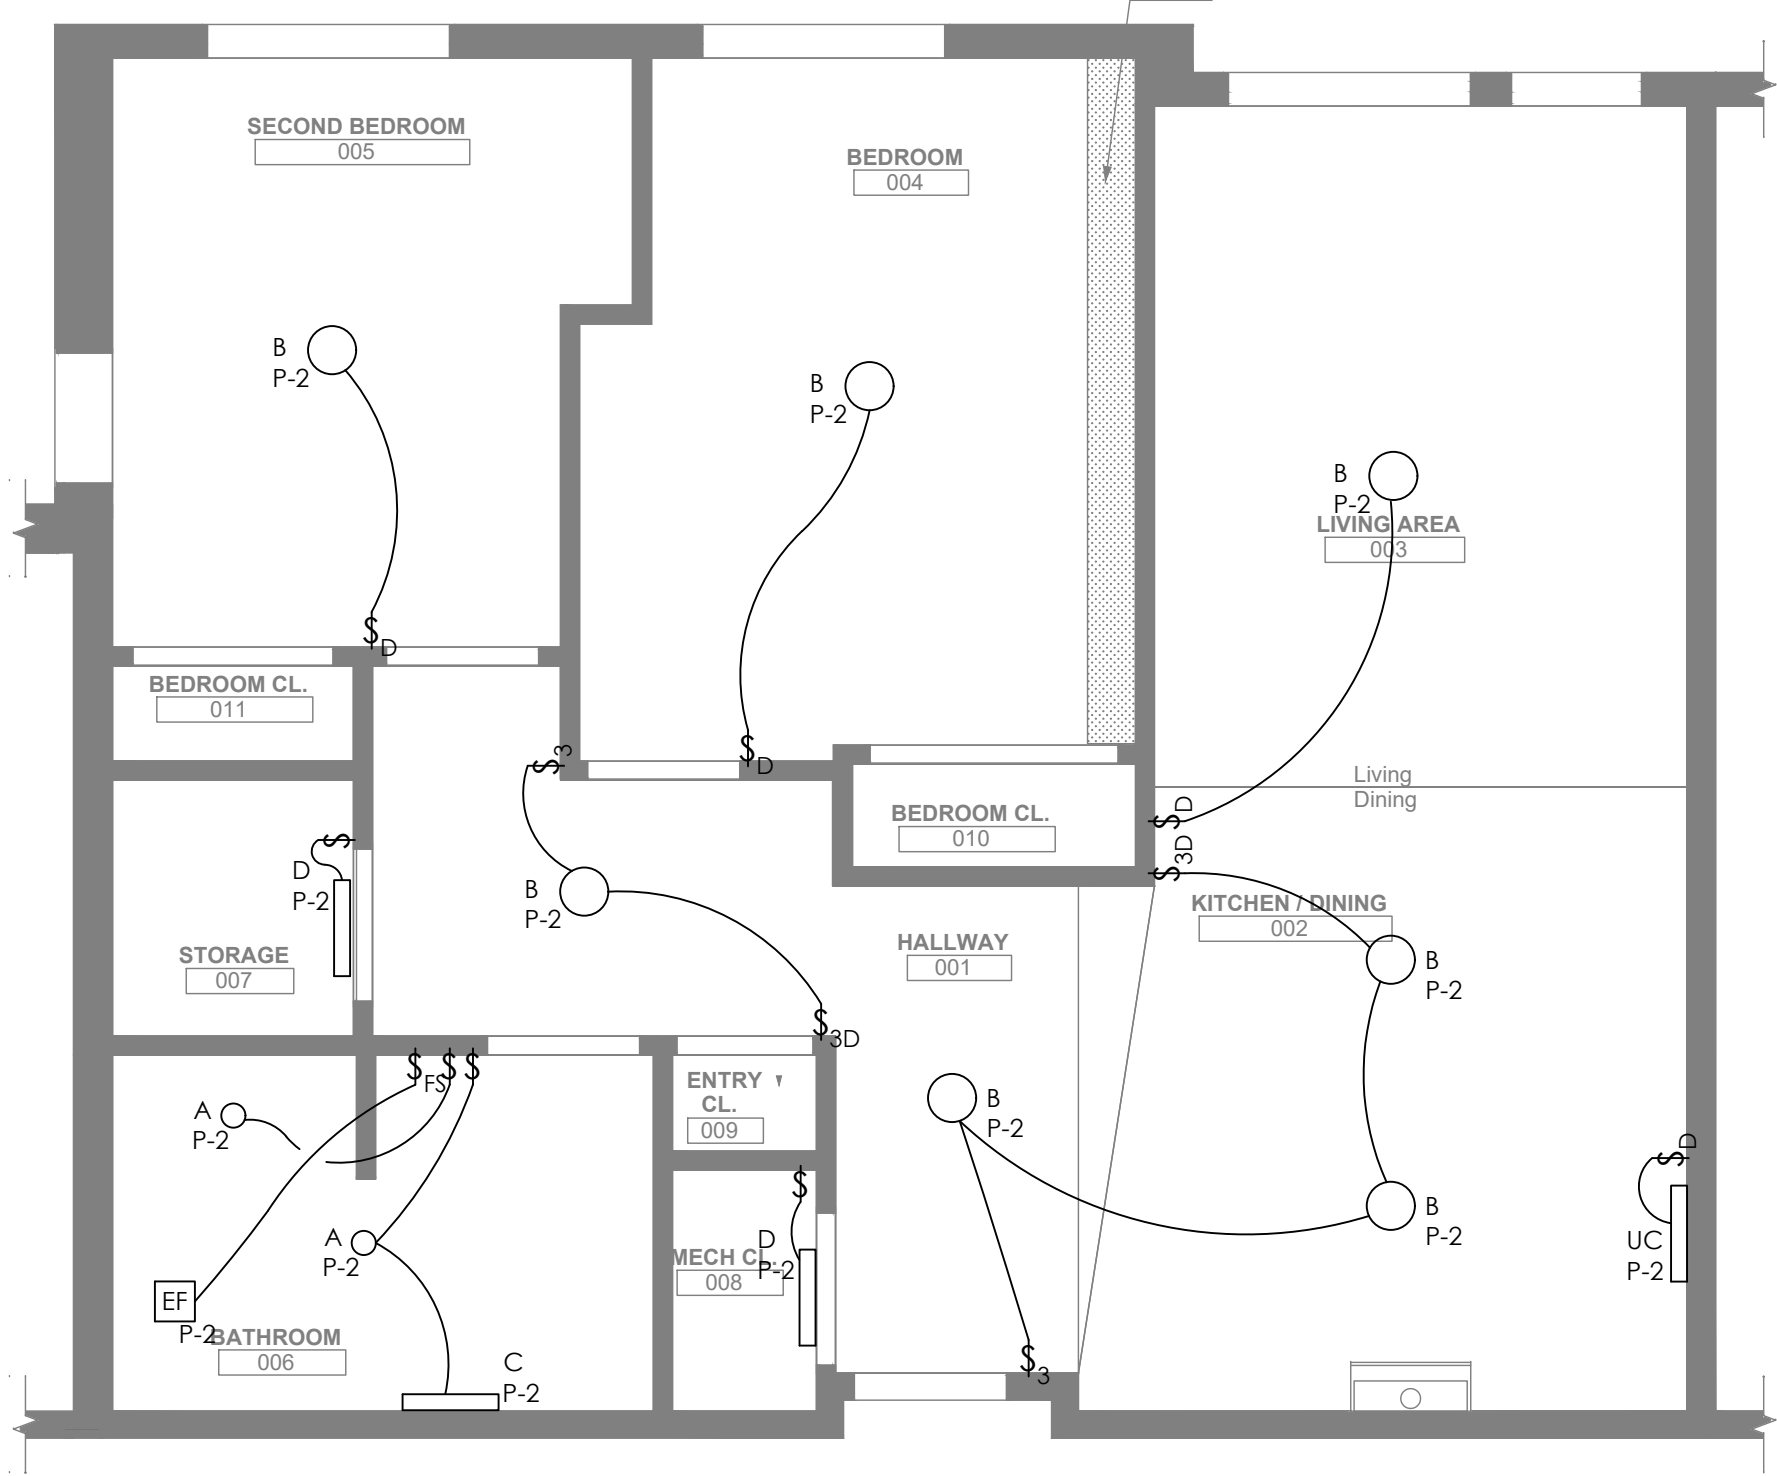 SECOND BEDROOM
005
BEDROOM
004
B
P-2
B
P-2
B
P-2
LIVING AREA
003
$D
BEDROOM CL.
011
$3
$D
Living
Dining
$D
BEDROOM CL.
010
$3D
$
D
P-2
B
P-2
KITCHEN / DINING
002
STORAGE
007
HALLWAY
001
B
P-2
$3D
$FS
$
$
ENTRY
CL.
009
A
P-2
B
P-2
$D
$
A
P-2
B
P-2
D
P-2
MECH CL.
008
UC
P-2
EF
P-2
BATHROOM
006
C
P-2
$3